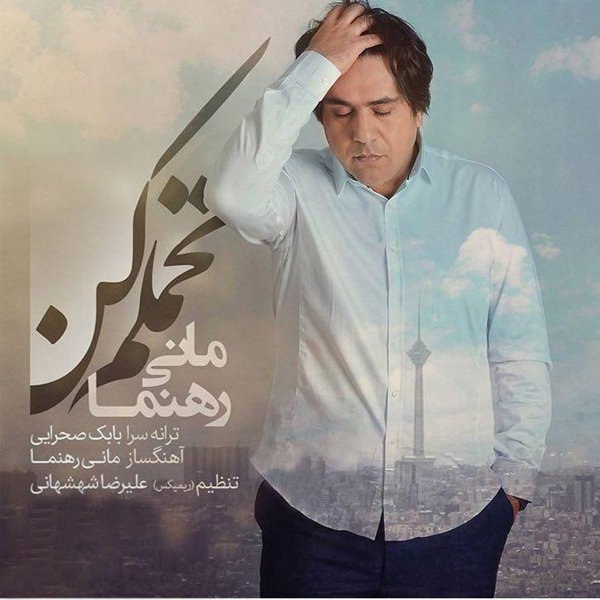 تحملم کن
مانی
رهنما
ترانه سرا بابک صحرایی
آهنگساز مانی رهنما
تنظیم (ریمیکس) علیرضا شهشهانی